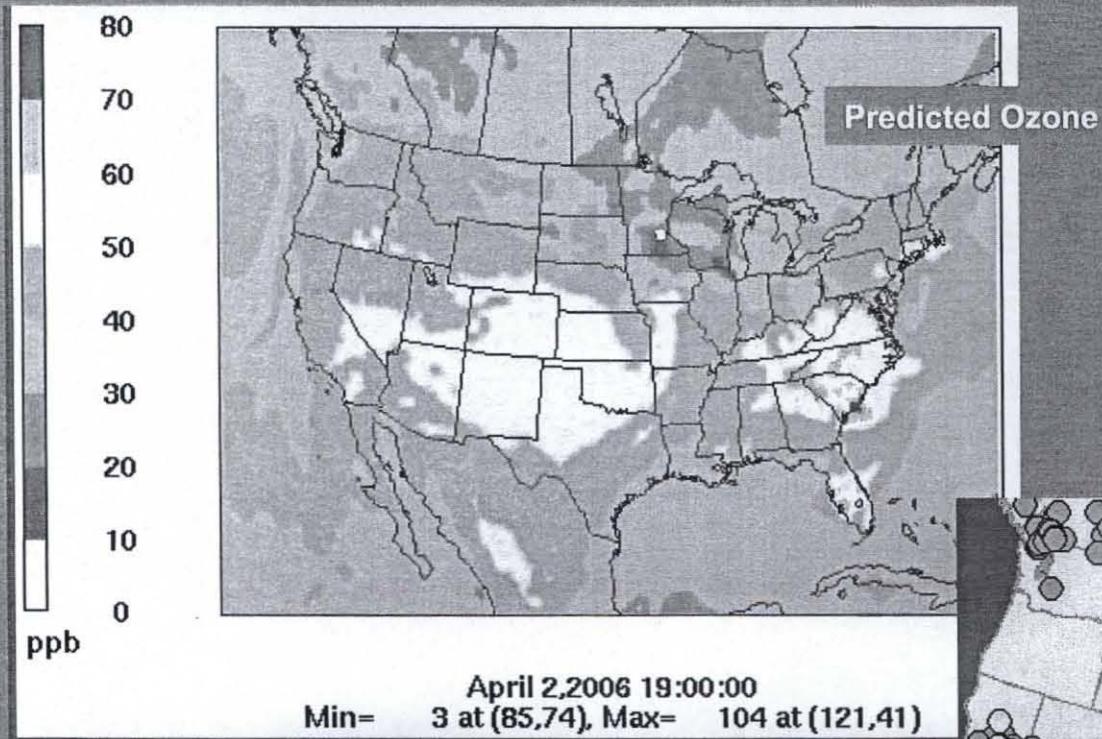 80
70
60
50
40
30
20
10
0
ppb
Predicted Ozone
April 2,2006 19:00:00
Min= 3 at (85,74), Max= 104 at (121,41)